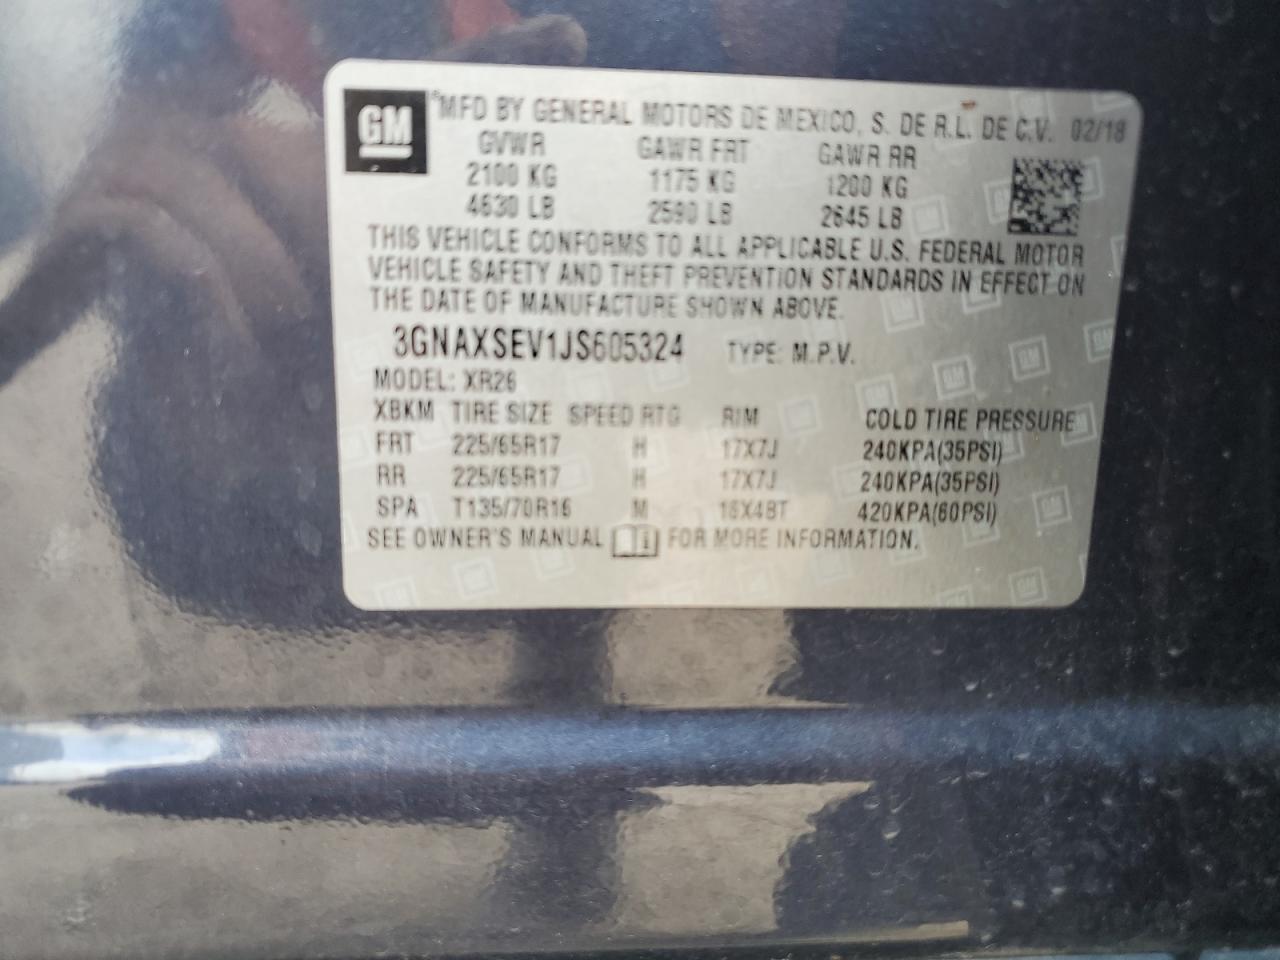 GM MFD BY GENERAL MOTORS DE MEXICO, S. DE R.L. DE C.V. 02/18
GVWR GAWR FRT GAWR RR
2100 KG 1175 KG 1200 KG
4630 LB 2590 LB 2645 LB
THIS VEHICLE CONFORMS TO ALL APPLICABLE U.S. FEDERAL MOTOR
VEHICLE SAFETY AND THEFT PREVENTION STANDARDS IN EFFECT ON
THE DATE OF MANUFACTURE SHOWN ABOVE.
3GNAXSEV1JS605324 TYPE: M.P.V.
MODEL: XR26
XBKM TIRE SIZE SPEED RTG RIM COLD TIRE PRESSURE
FRT 225/65R17 H 17X7J 240KPA(35PSI)
RR 225/65R17 H 17X7J 240KPA(35PSI)
SPA T135/70R16 M 16X4BT 420KPA(60PSI)
SEE OWNER'S MANUAL FOR MORE INFORMATION.